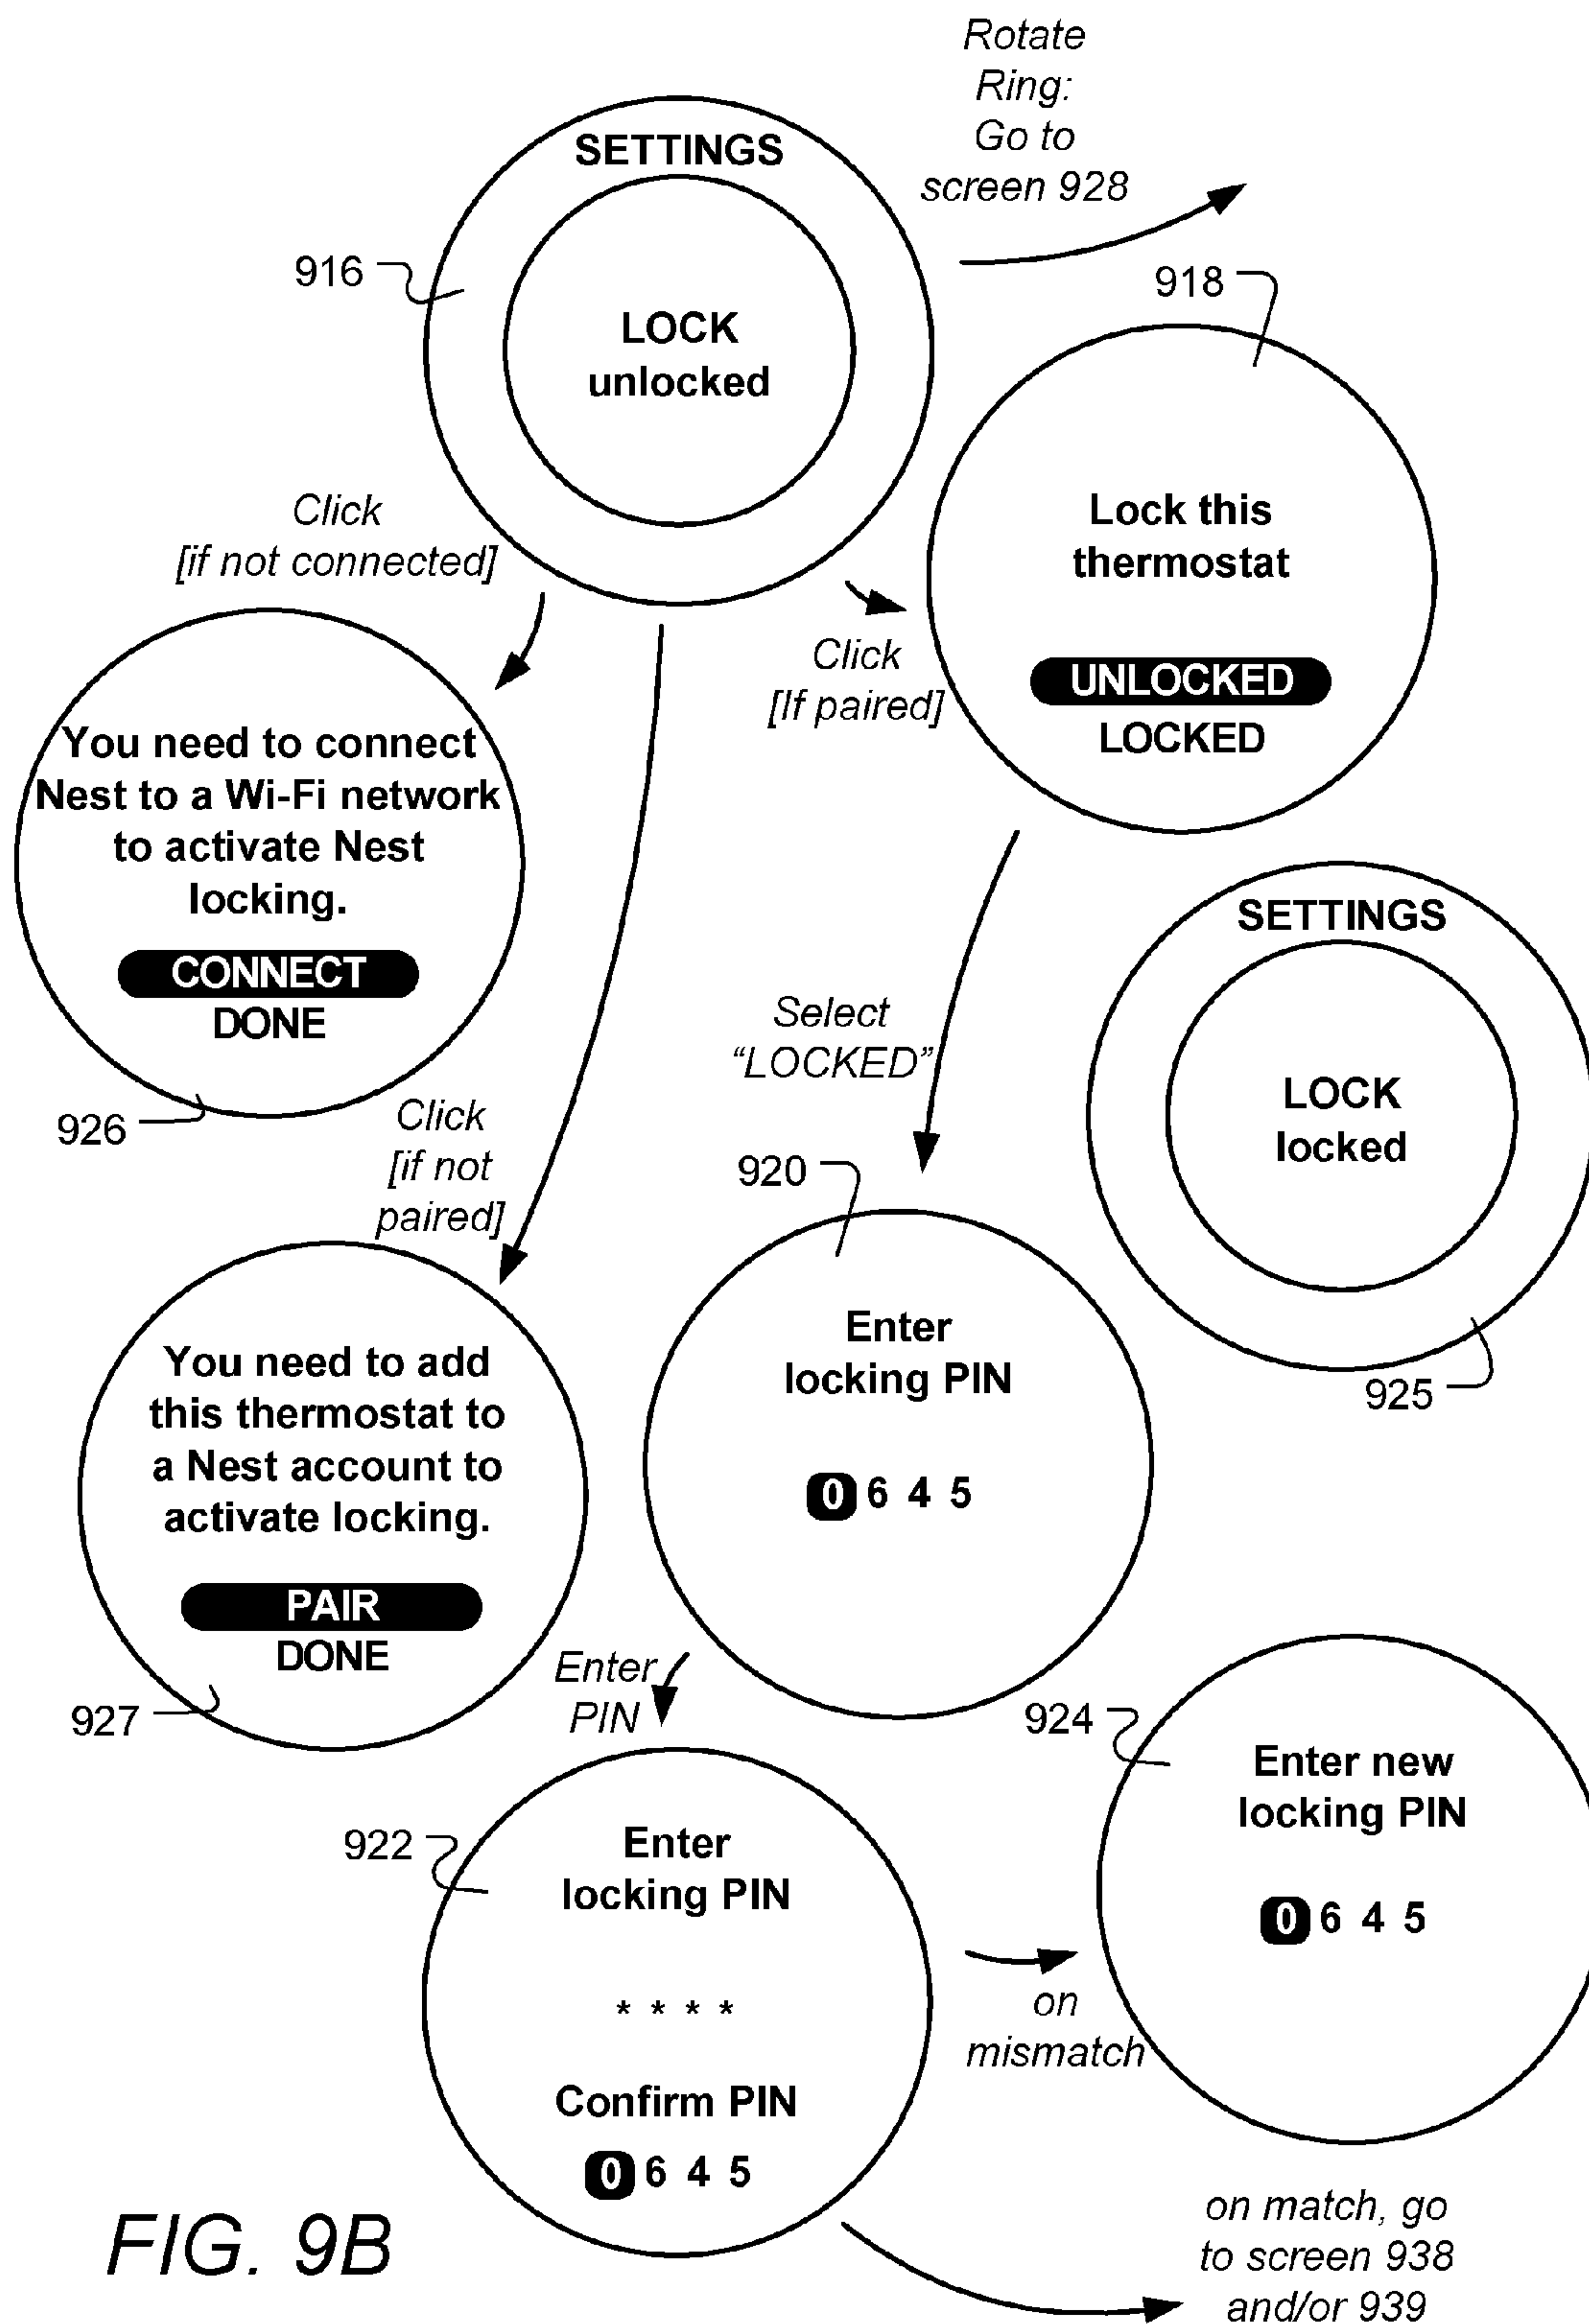 Rotate
Ring:
Go to
screen 928
SETTINGS
916
LOCK
unlocked
918
Click
[if not connected]
Lock this
thermostat
UNLOCKED
LOCKED
Click
[If paired]
You need to connect
Nest to a Wi-Fi network
to activate Nest
locking.
CONNECT
DONE
926
SETTINGS
LOCK
locked
925
Select
“LOCKED”
Click
[if not
paired]
920
Enter
locking PIN
0 6 4 5
You need to add
this thermostat to
a Nest account to
activate locking.
PAIR
DONE
927
Enter
PIN
924
Enter new
locking PIN
0 6 4 5
922
Enter
locking PIN
* * * *
Confirm PIN
0 6 4 5
on
mismatch
on match, go
to screen 938
and/or 939
FIG. 9B